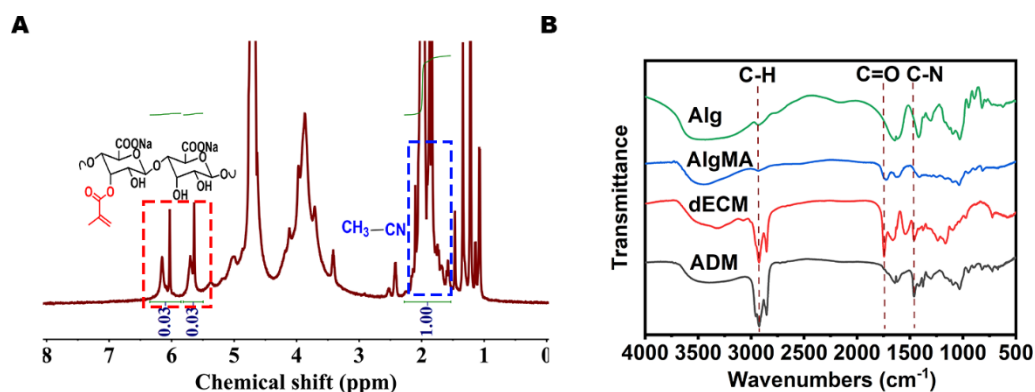 A
COONa
COONa
O
O
O
OH
O
O
OH
OH
O
O
CH₃—CN
0.03
0.03
1.00
8
7
6
5
4
3
2
1
0
Chemical shift (ppm)
B
C-H
C=O
C-N
Alg
AlgMA
dECM
ADM
Transmittance
4000
3500
3000
2500
2000
1500
1000
500
Wavenumbers (cm⁻¹)